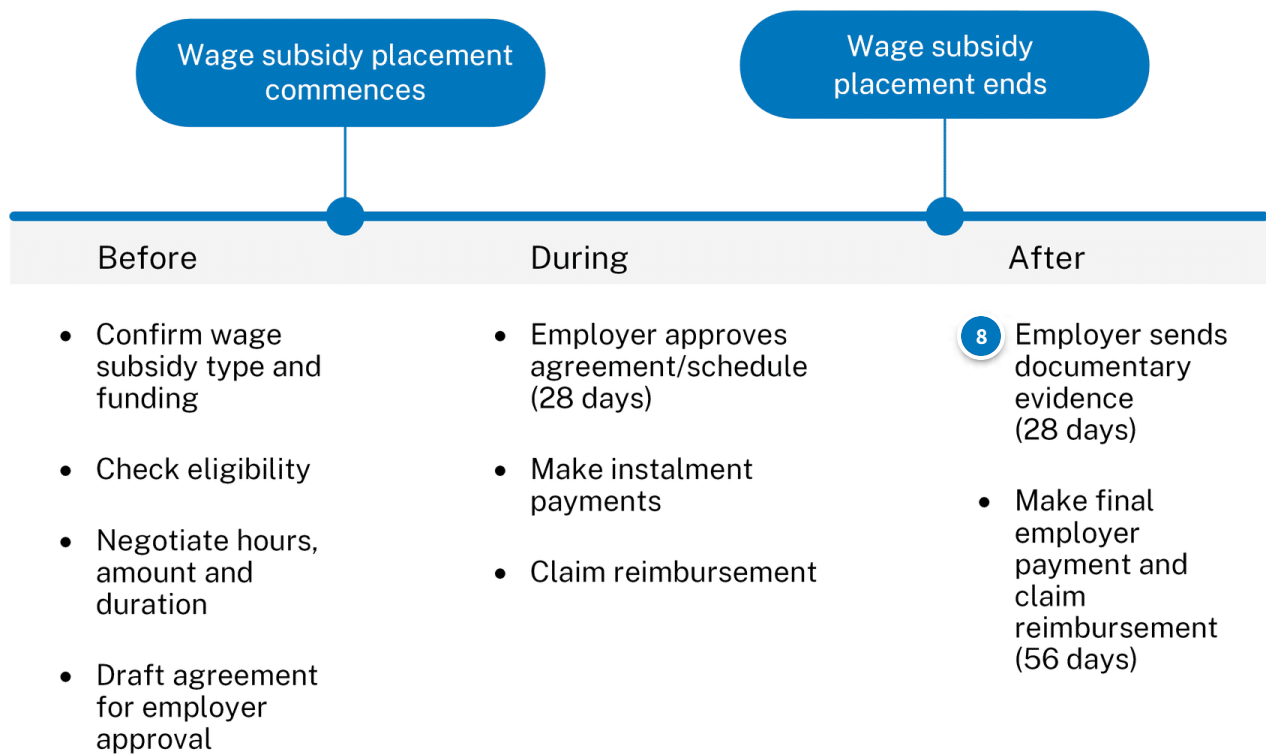 Wage subsidy placement
commences
Wage subsidy
placement ends
Before
During
After
• Confirm wage
subsidy type and
funding
• Check eligibility
• Negotiate hours,
amount and
duration
• Draft agreement
for employer
approval
• Employer approves
agreement/schedule
(28 days)
• Make instalment
payments
• Claim reimbursement
8 Employer sends
documentary
evidence
(28 days)
• Make final
employer
payment and
claim
reimbursement
(56 days)